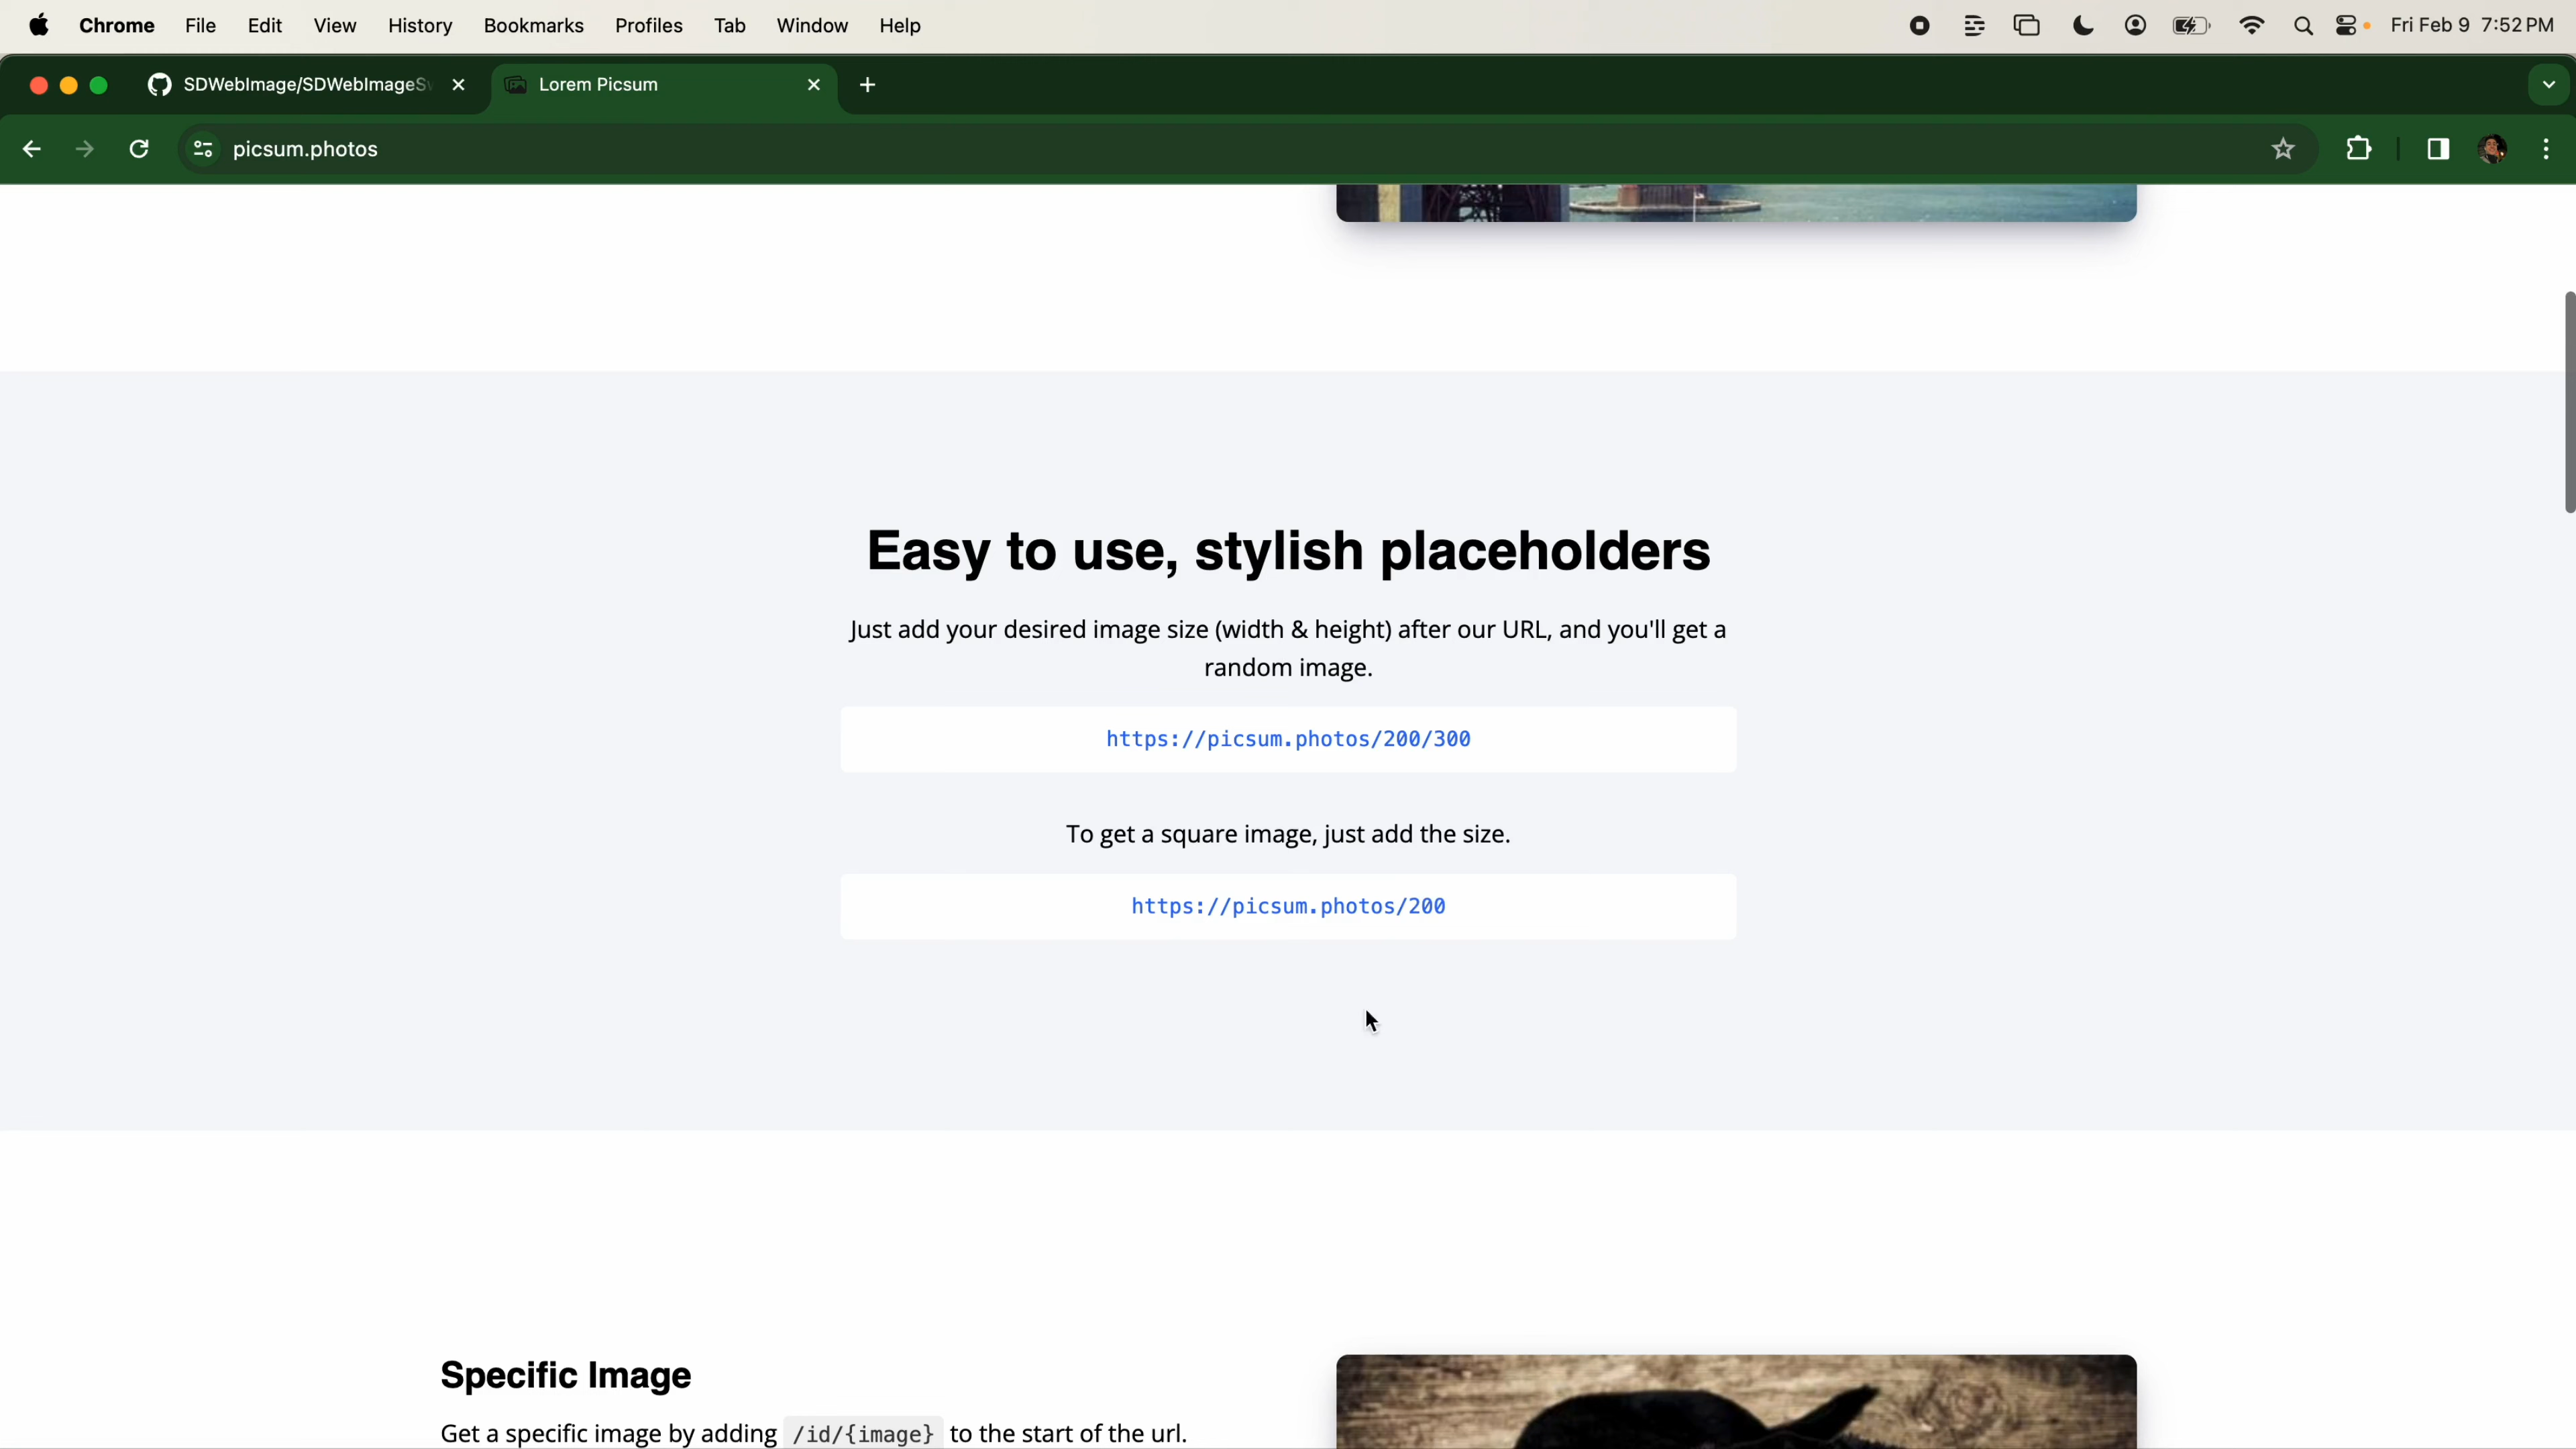 Chrome File Edit View History Bookmarks Profiles Tab Window Help Fri Feb 9 7:52 PM
SDWebImage/SDWebImageS Lorem Picsum
picsum.photos
Easy to use, stylish placeholders
Just add your desired image size (width & height) after our URL, and you'll get a
random image.
https://picsum.photos/200/300
To get a square image, just add the size.
https://picsum.photos/200
Specific Image
Get a specific image by adding /id/{image} to the start of the url.